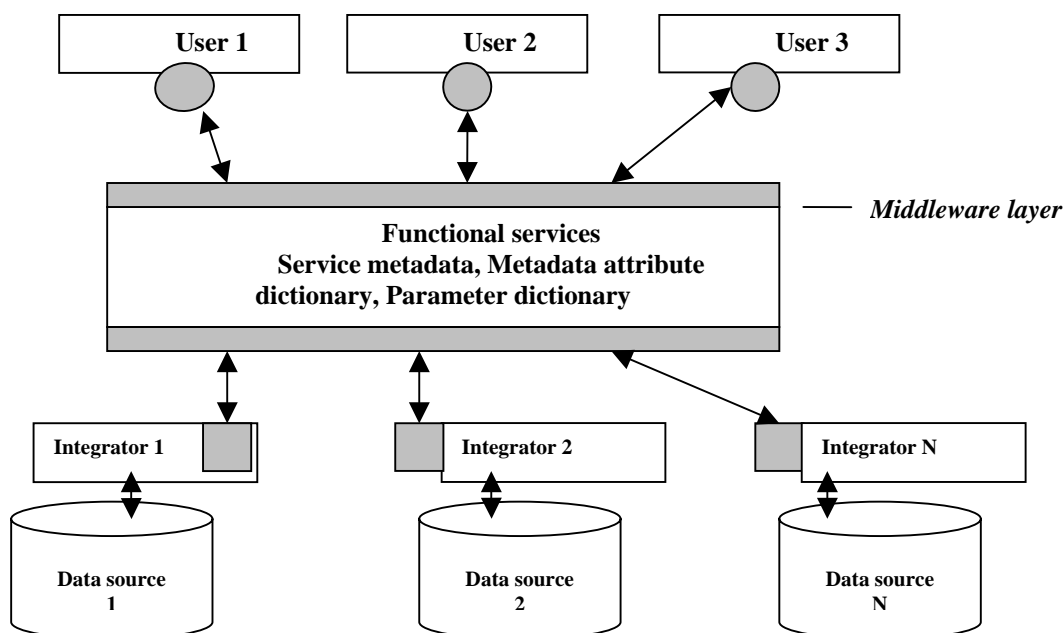 User 1
User 2
User 3
Middleware layer
Functional services
Service metadata, Metadata attribute
dictionary, Parameter dictionary
Integrator 1
Integrator 2
Integrator N
Data source
1
Data source
2
Data source
N